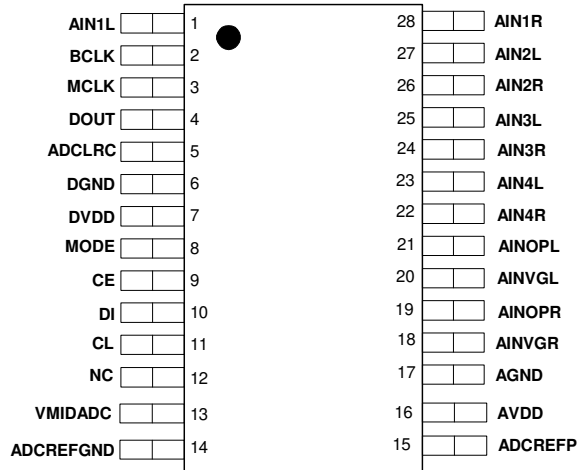 AIN1L 1 28 AIN1R
BCLK 2 27 AIN2L
MCLK 3 26 AIN2R
DOUT 4 25 AIN3L
ADCLRC 5 24 AIN3R
DGND 6 23 AIN4L
DVDD 7 22 AIN4R
MODE 8 21 AINOPL
CE 9 20 AINVGL
DI 10 19 AINOPR
CL 11 18 AINVGR
NC 12 17 AGND
VMIDADC 13 16 AVDD
ADCREFGND 14 15 ADCREFP